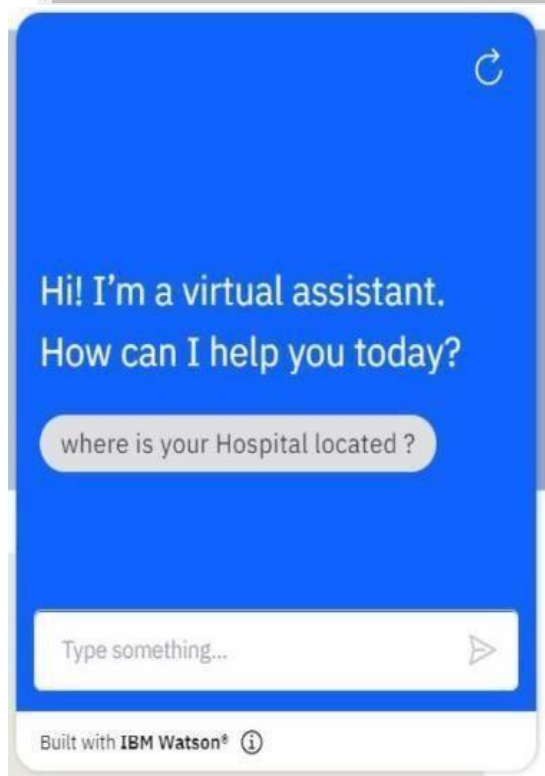 Hi! I'm a virtual assistant.
How can I help you today?
where is your Hospital located ?
Type something...
Built with IBM Watson®